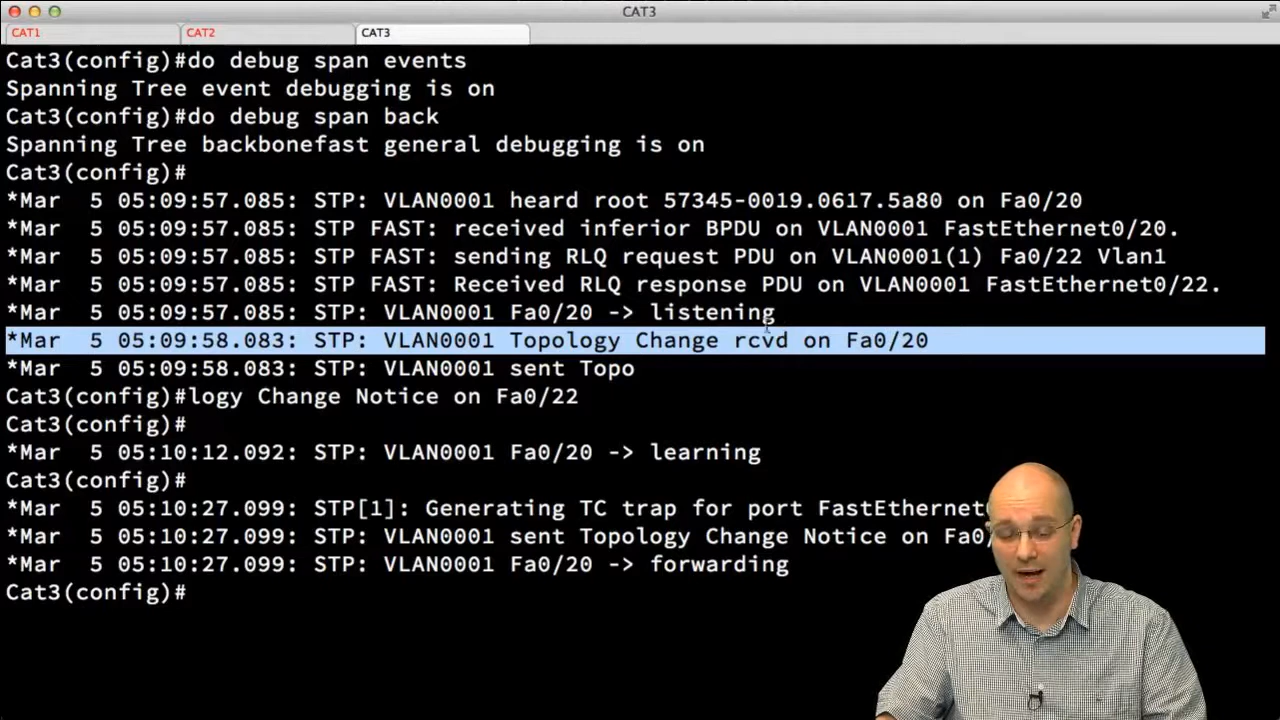 CAT3
CAT1 CAT2 CAT3
Cat3(config)#do debug span events
Spanning Tree event debugging is on
Cat3(config)#do debug span back
Spanning Tree backbonefast general debugging is on
Cat3(config)#
*Mar  5 05:09:57.085: STP: VLAN0001 heard root 57345-0019.0617.5a80 on Fa0/20
*Mar  5 05:09:57.085: STP FAST: received inferior BPDU on VLAN0001 FastEthernet0/20.
*Mar  5 05:09:57.085: STP FAST: sending RLQ request PDU on VLAN0001(1) Fa0/22 Vlan1
*Mar  5 05:09:57.085: STP FAST: Received RLQ response PDU on VLAN0001 FastEthernet0/22.
*Mar  5 05:09:57.085: STP: VLAN0001 Fa0/20 -> listening
*Mar  5 05:09:58.083: STP: VLAN0001 Topology Change rcvd on Fa0/20
*Mar  5 05:09:58.083: STP: VLAN0001 sent Topo
Cat3(config)#logy Change Notice on Fa0/22
Cat3(config)#
*Mar  5 05:10:12.092: STP: VLAN0001 Fa0/20 -> learning
Cat3(config)#
*Mar  5 05:10:27.099: STP[1]: Generating TC trap for port FastEthernet
*Mar  5 05:10:27.099: STP: VLAN0001 sent Topology Change Notice on Fa0/
*Mar  5 05:10:27.099: STP: VLAN0001 Fa0/20 -> forwarding
Cat3(config)#